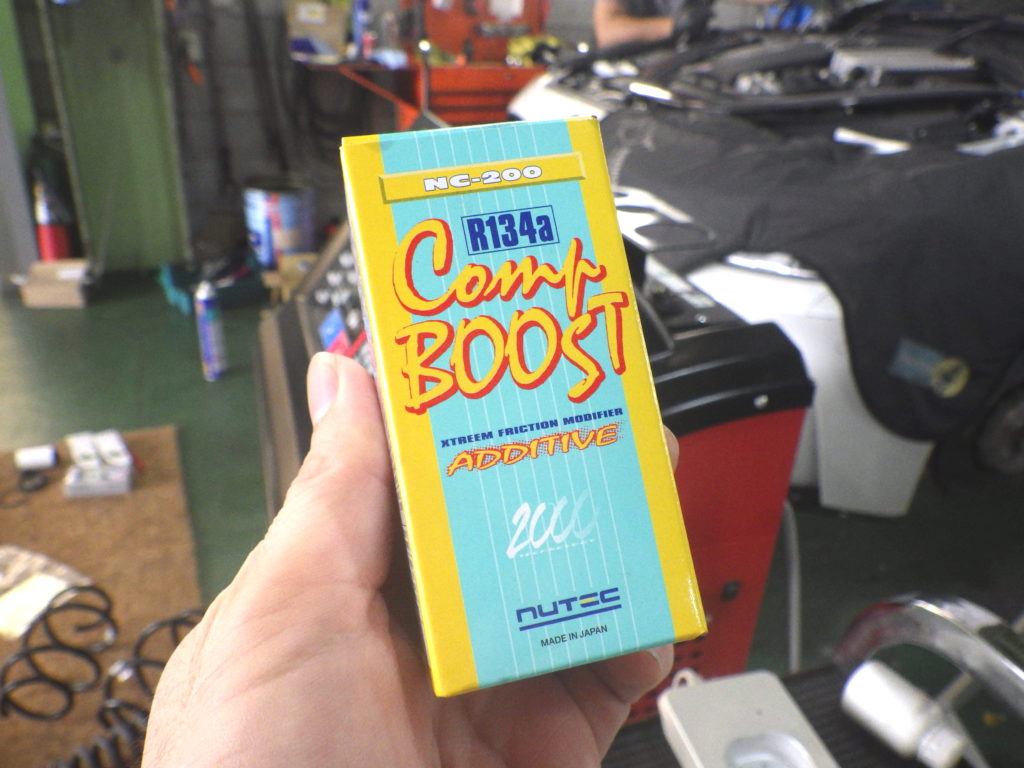 NC-200
R134a
Comp
BOOST
XTREEM FRICTION MODIFIER
ADDITIVE
2000
NUTEC
MADE IN JAPAN